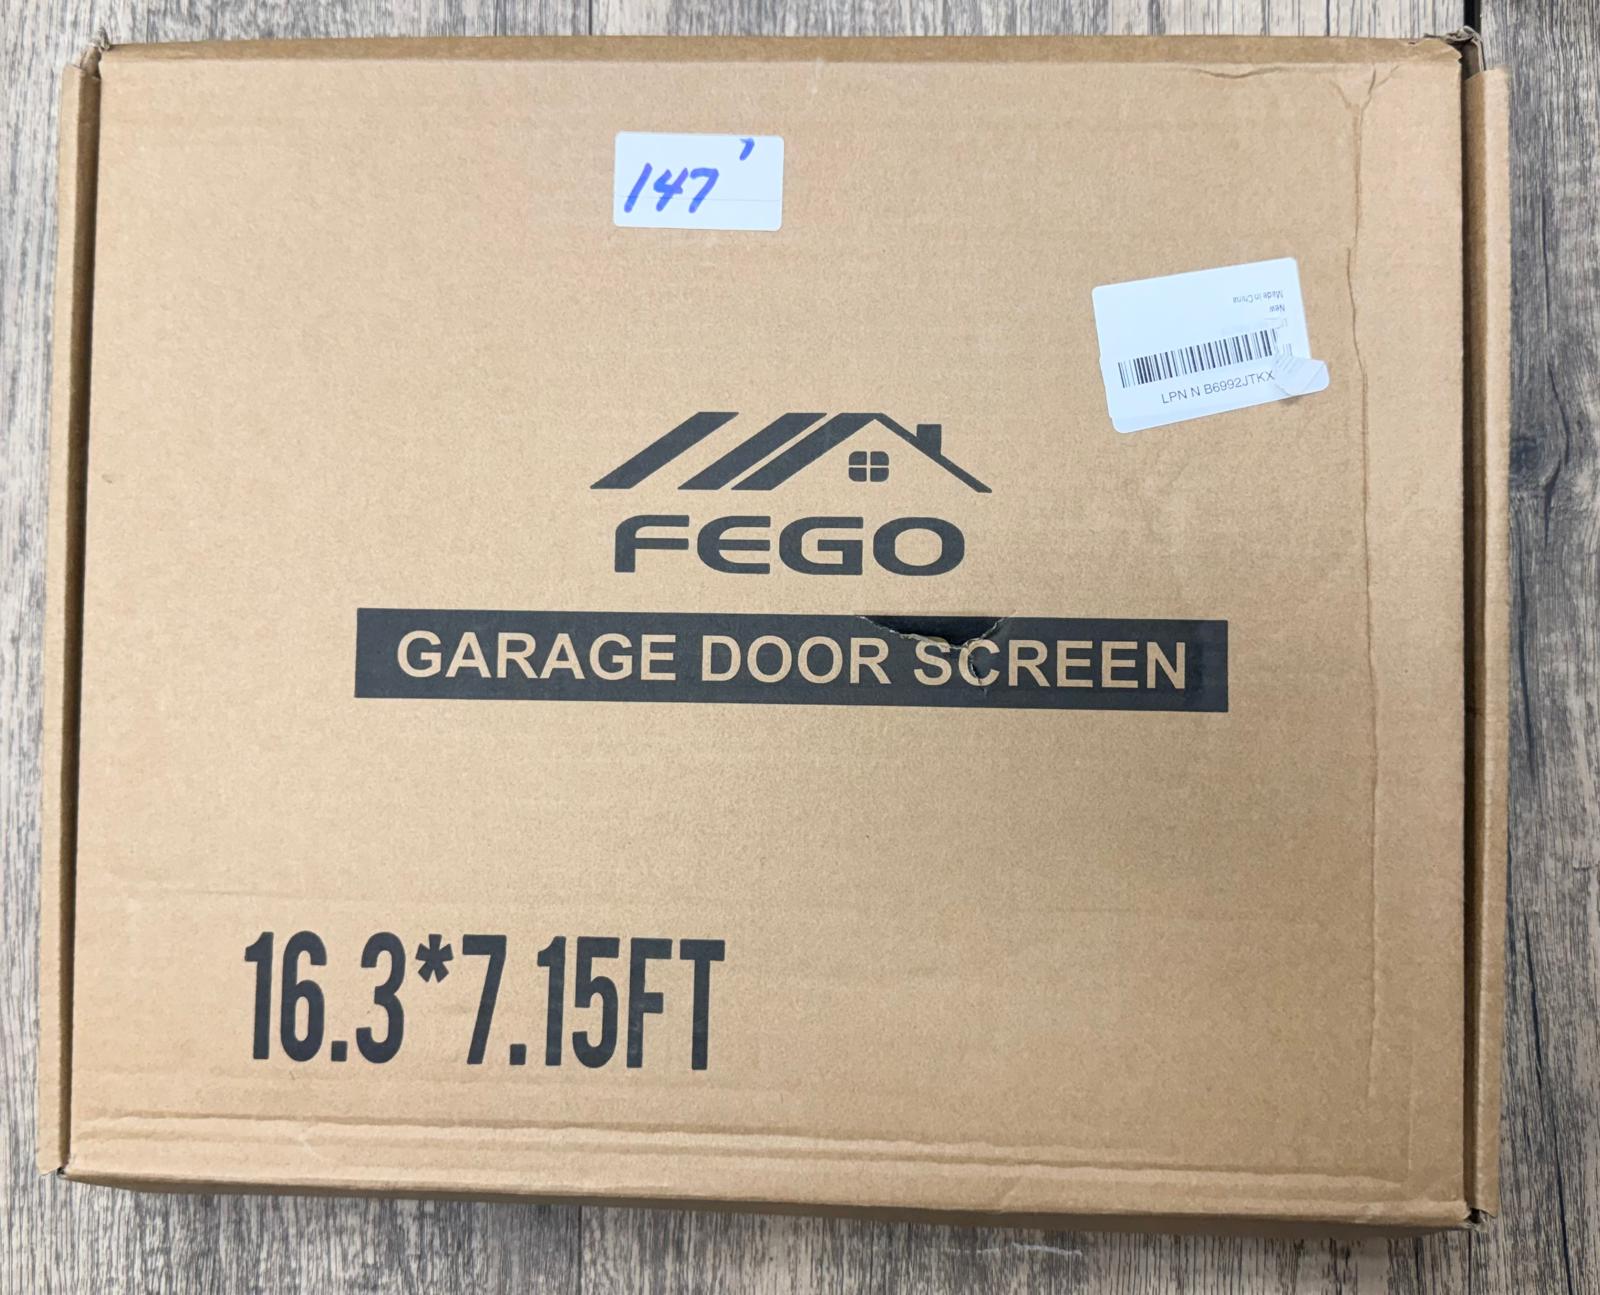 147'
Made in China
New
LPN N B6992JTKX
FEGO
GARAGE DOOR SCREEN
16.3*7.15FT